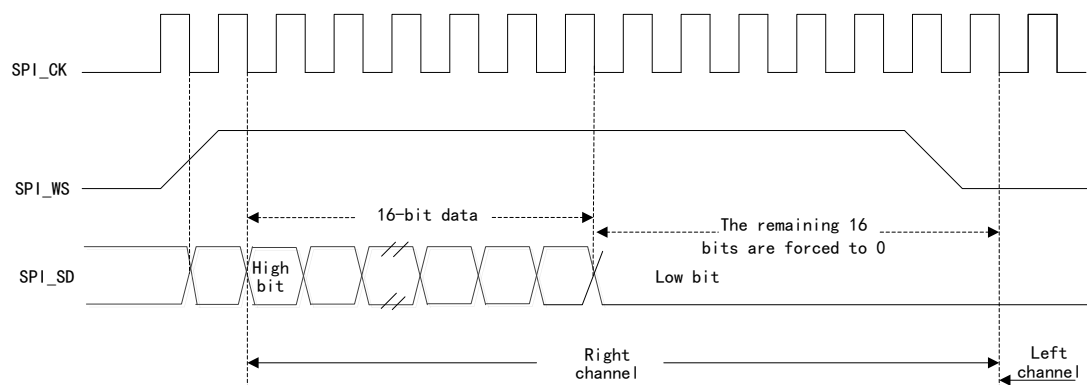 SPI_CK
SPI_WS
16-bit data
The remaining 16
bits are forced to 0
SPI_SD
High
bit
Low bit
Right
channel
Left
channel